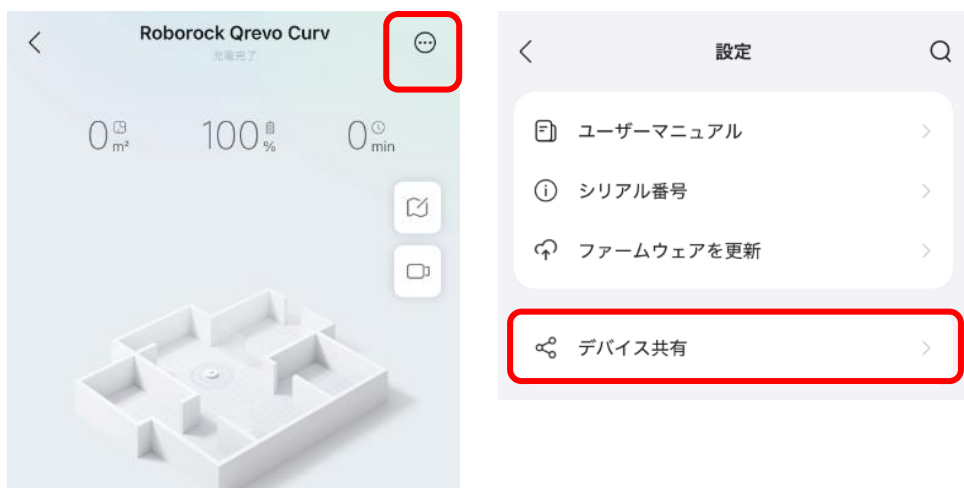 Roborock Qrevo Curv
充電完了
0 m²
100 %
0 min
設定
ユーザーマニュアル
シリアル番号
ファームウェアを更新
デバイス共有